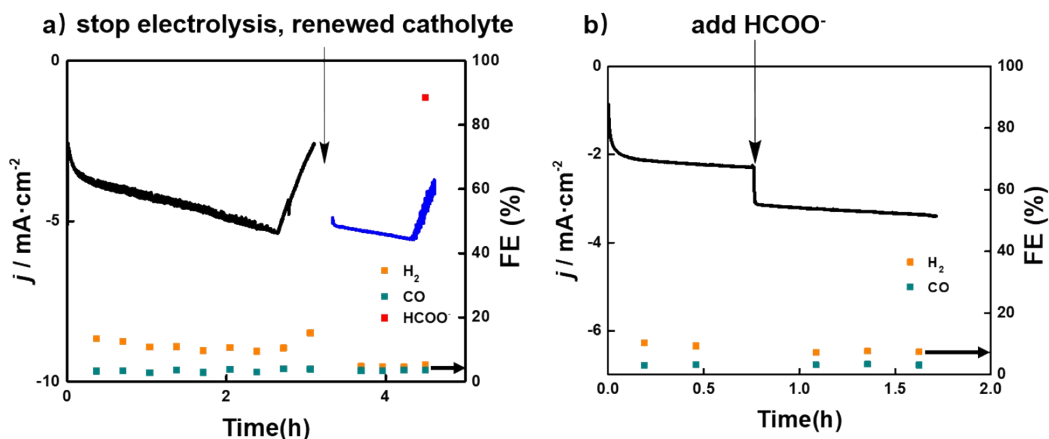 a) stop electrolysis, renewed catholyte
0
-5
-10
j / mA·cm-2
0
2
4
Time(h)
100
80
60
40
20
0
FE (%)
H2
CO
HCOO-
b) add HCOO-
0
-2
-4
-6
j / mA·cm-2
0.0
0.5
1.0
1.5
2.0
Time(h)
100
80
60
40
20
0
FE (%)
H2
CO